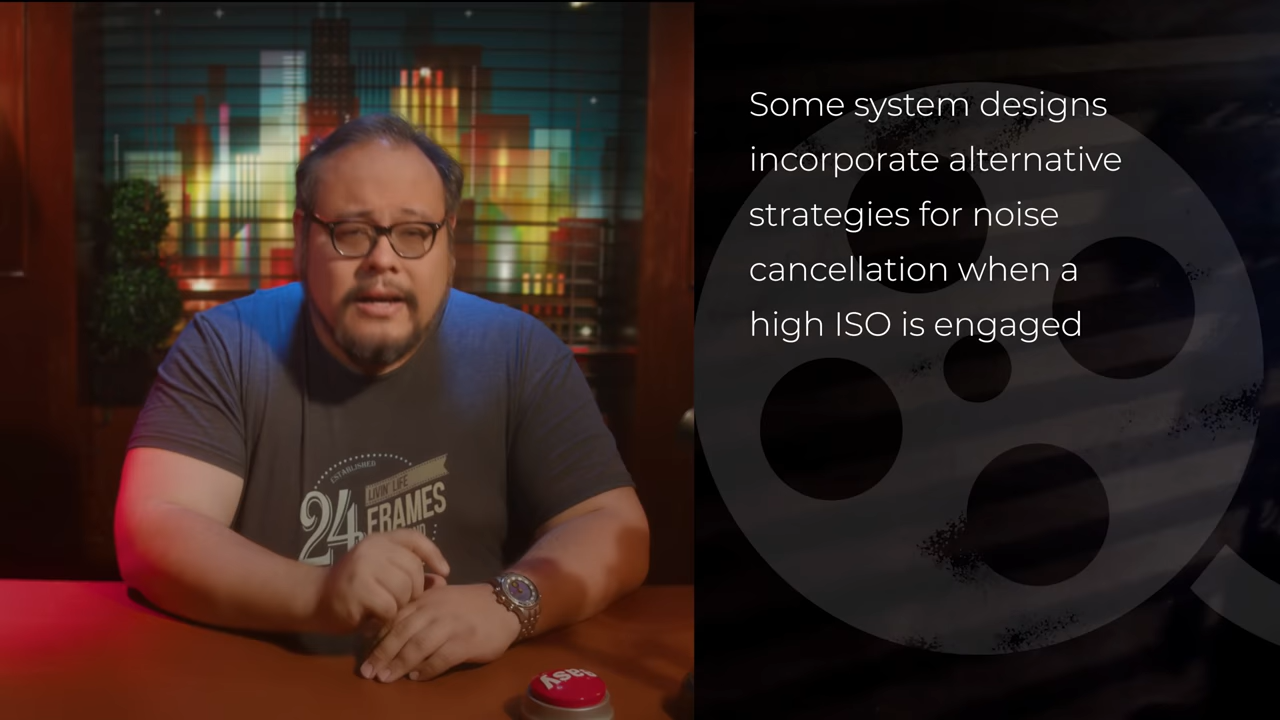 Some system designs
incorporate alternative
strategies for noise
cancellation when a
high ISO is engaged
ESTABLISHED
LIVIN' LIFE
24 FRAMES